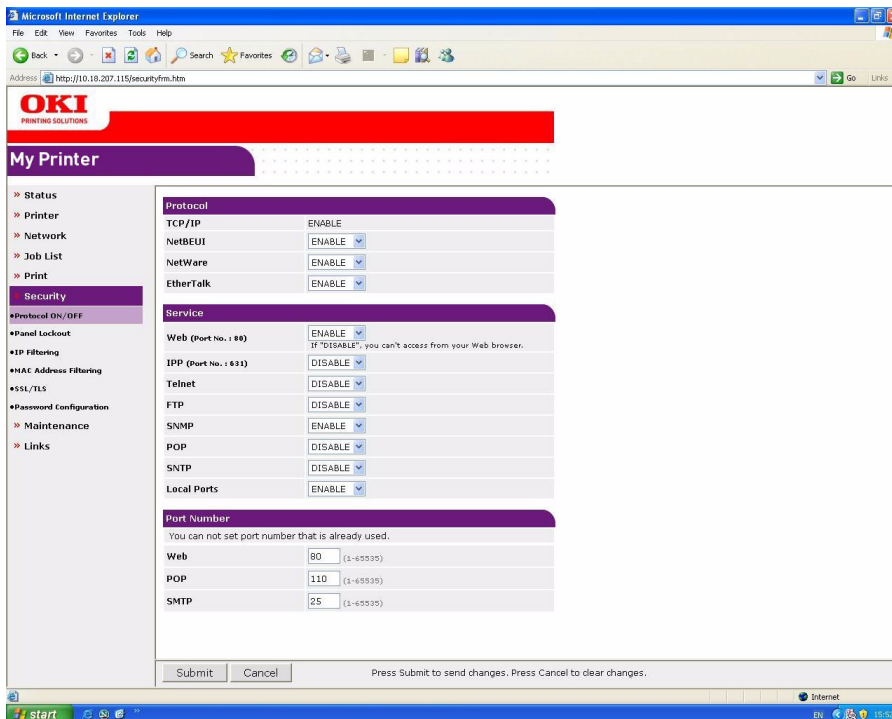 Microsoft Internet Explorer
File Edit View Favorites Tools Help
Back Search Favorites
Address http://10.18.207.115/securityfrm.htm Go Links
OKI
PRINTING SOLUTIONS
My Printer
» Status
» Printer
» Network
» Job List
» Print
Security
•Protocol ON/OFF
•Panel Lockout
•IP Filtering
•MAC Address Filtering
•SSL/TLS
•Password Configuration
» Maintenance
» Links
Protocol
TCP/IP ENABLE
NetBEUI ENABLE
NetWare ENABLE
EtherTalk ENABLE
Service
Web (Port No. : 80) ENABLE
If "DISABLE", you can't access from your Web browser.
IPP (Port No. : 631) DISABLE
Telnet DISABLE
FTP DISABLE
SNMP ENABLE
POP DISABLE
SNTP DISABLE
Local Ports ENABLE
Port Number
You can not set port number that is already used.
Web 80 (1-65535)
POP 110 (1-65535)
SMTP 25 (1-65535)
Submit Cancel Press Submit to send changes. Press Cancel to clear changes.
Internet
start EN